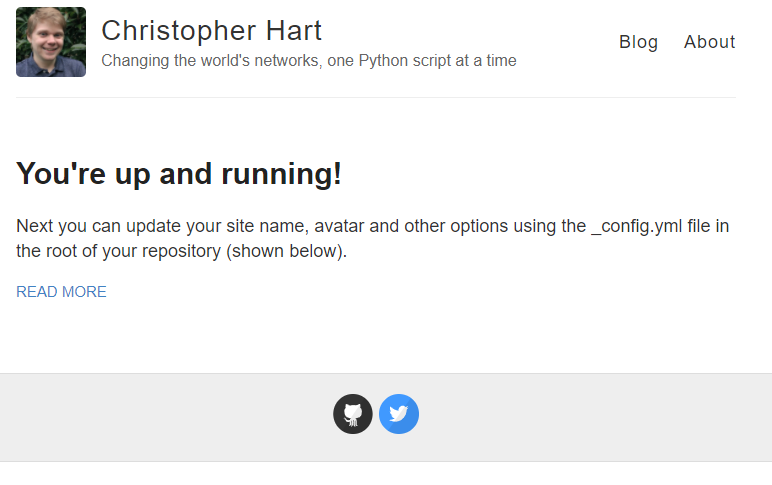 Christopher Hart
Changing the world's networks, one Python script at a time
Blog About
You're up and running!
Next you can update your site name, avatar and other options using the _config.yml file in
the root of your repository (shown below).
READ MORE